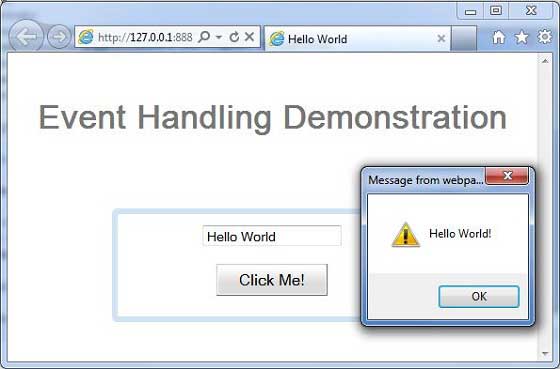 http://127.0.0.1:888
Hello World
Event Handling Demonstration
Message from webpa...
Hello World!
OK
Hello World
Click Me!